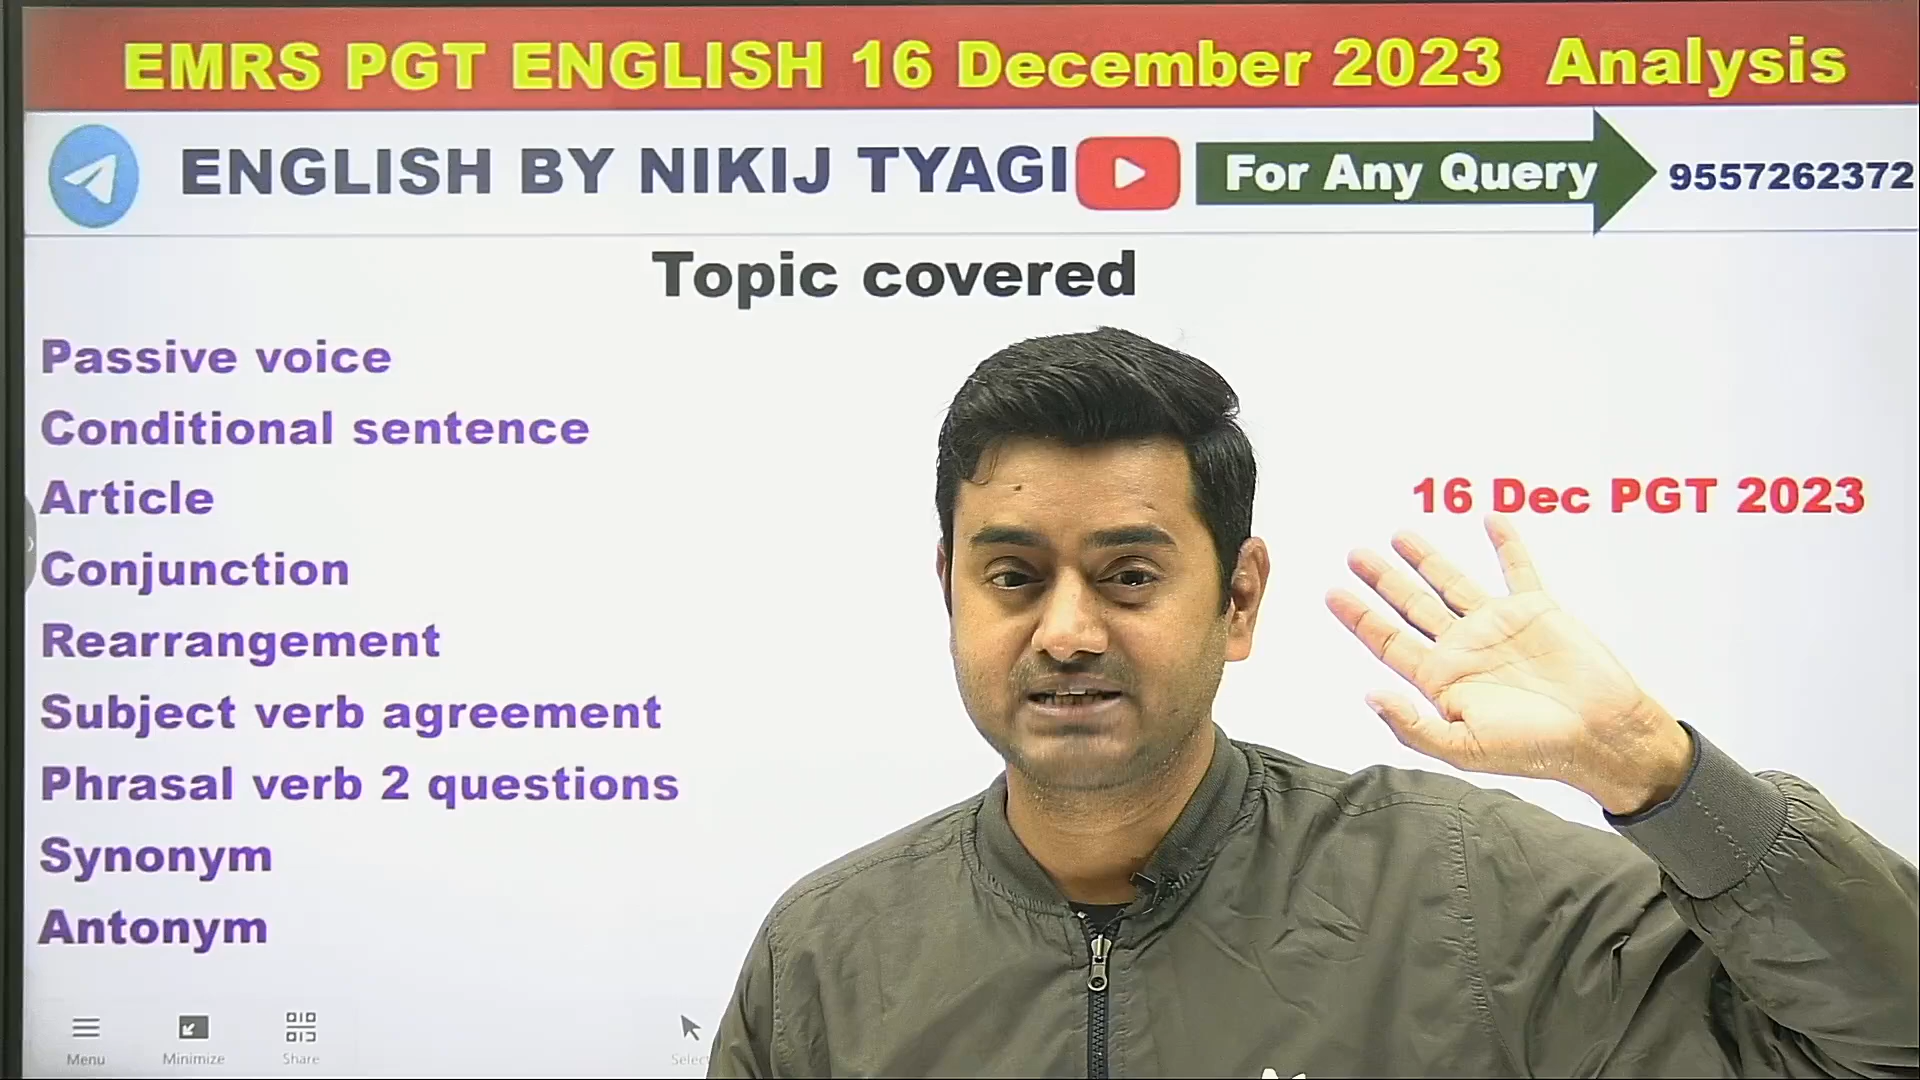 EMRS PGT ENGLISH 16 December 2023 Analysis
ENGLISH BY NIKIJ TYAGI For Any Query 9557262372
Topic covered
Passive voice
Conditional sentence
Article
16 Dec PGT 2023
Conjunction
Rearrangement
Subject verb agreement
Phrasal verb 2 questions
Synonym
Antonym
Menu Minimize Share Select